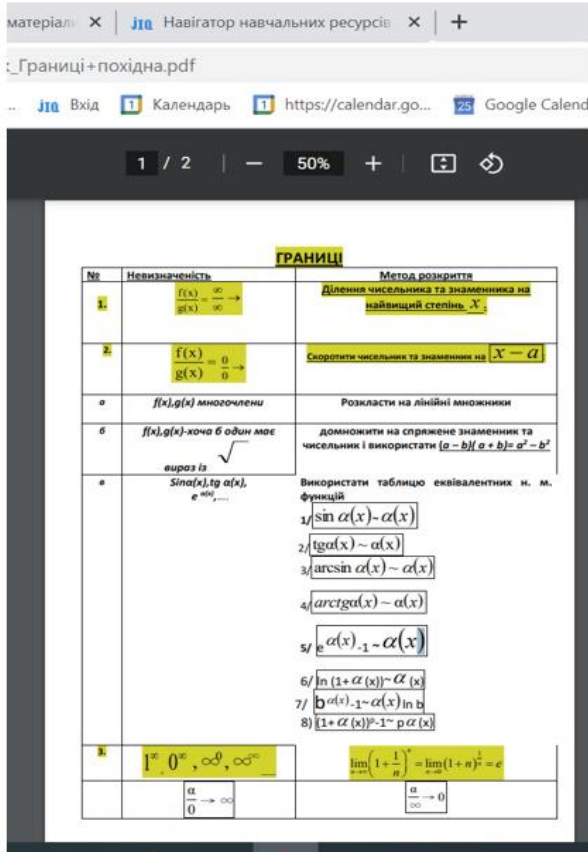 матеріали
Навігатор навчальних ресурсів
_Границі+похідна.pdf
Вхід
Календарь
https://calendar.go...
Google Calend
1 / 2
50%
ГРАНИЦІ
№ Невизначеність Метод розкриття
1. f(x)/g(x) = ∞/∞ → Ділення чисельника та знаменника на
найвищий степінь x .
2. f(x)/g(x) = 0/0 → Скоротити чисельник та знаменник на x − a
а f(x),g(x) многочлени Розкласти на лінійні множники
б f(x),g(x)-хоча б один має домножити на спряжене знаменник та
вираз із √ чисельник і використати (a – b)( a + b)= a² – b²
в Sinα(x),tg α(x), Використати таблицю еквівалентних н. м.
e^α(x),.... функцій
1/ sin α(x)~α(x)
2/ tgα(x) ~ α(x)
3/ arcsin α(x) ~ α(x)
4/ arctgα(x) ~ α(x)
5/ e^α(x)-1 ~ α(x)
6/ ln (1+ α (x))~ α (x)
7/ b^α(x)-1~ α(x) ln b
8) (1+ α (x))ᵖ-1~ p α (x)
3. 1^∞, 0^∞, ∞^0, ∞^∞ lim n→∞ (1 + 1/n)^n = lim n→0 (1 + n)^(1/n) = e
α/0 → ∞ α/∞ → 0